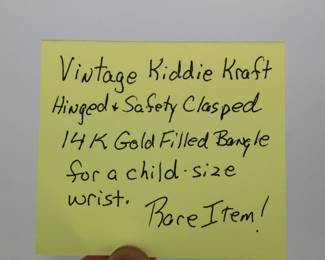 Vintage Kiddie Kraft
Hinged & Safety Clasped
14K Gold Filled Bangle
for a child-size
wrist.
Rare Item!